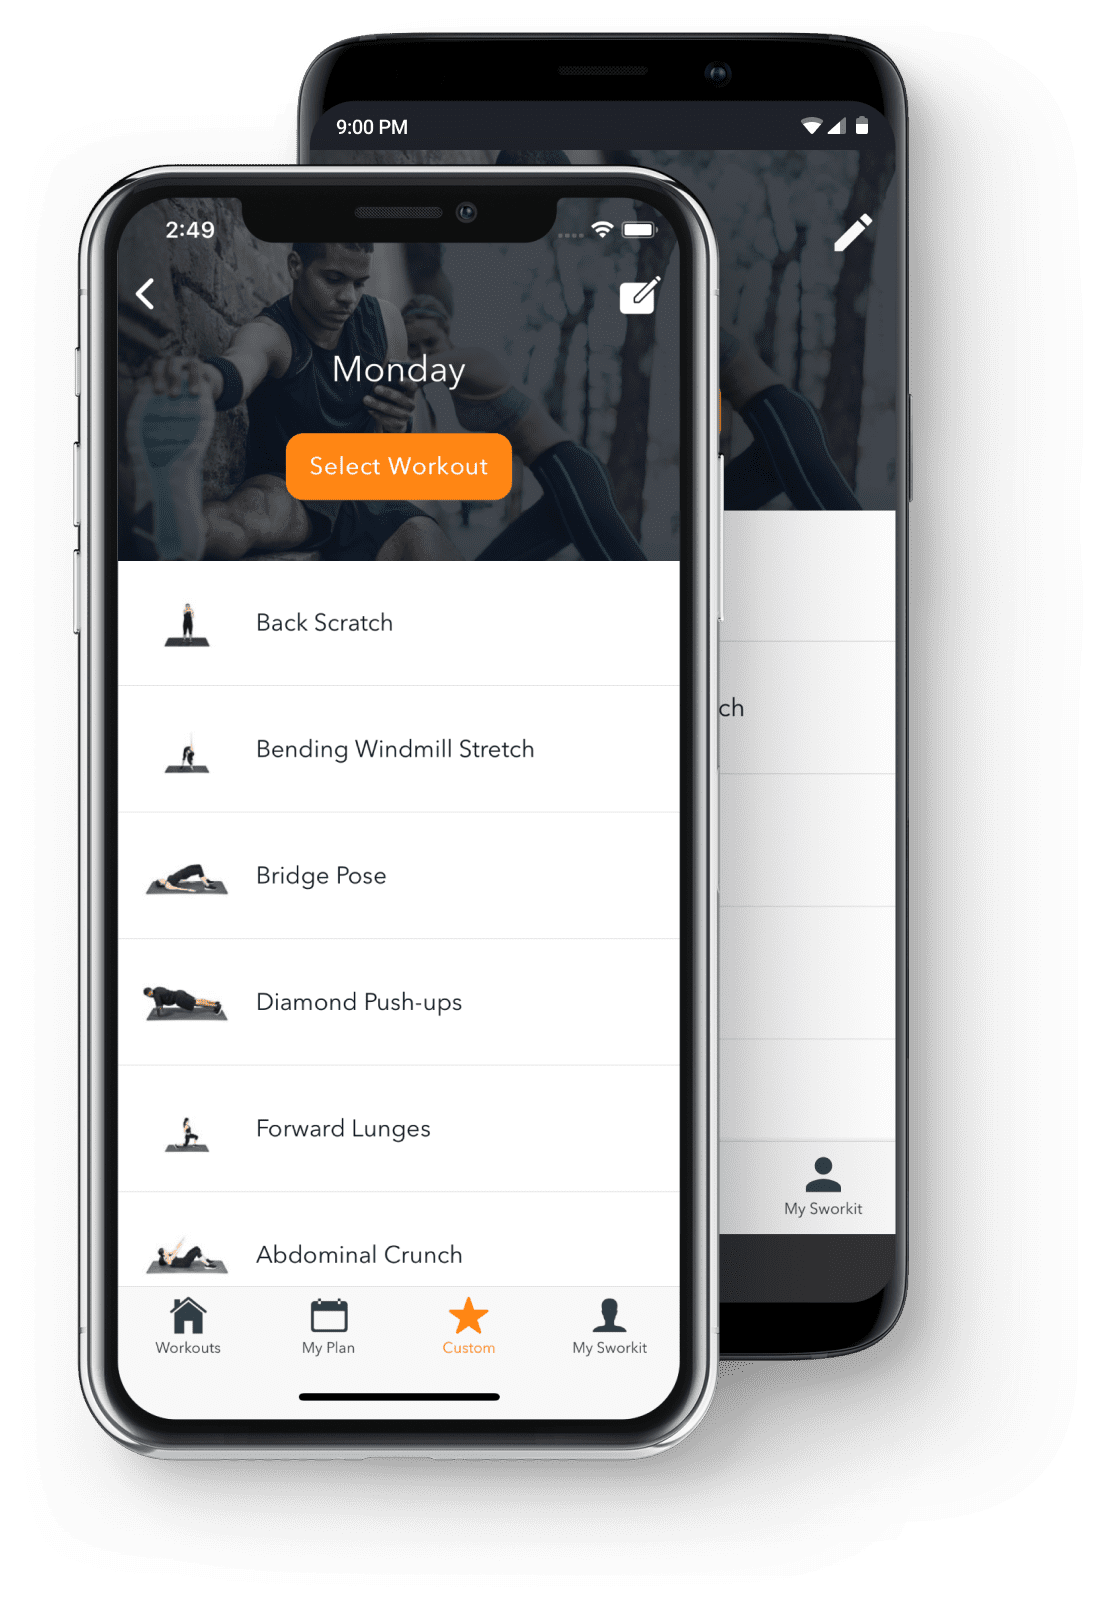 9:00 PM
2:49
Monday
Select Workout
Back Scratch
Bending Windmill Stretch
ch
Bridge Pose
Diamond Push-ups
Forward Lunges
Abdominal Crunch
Workouts
My Plan
Custom
My Sworkit
My Sworkit